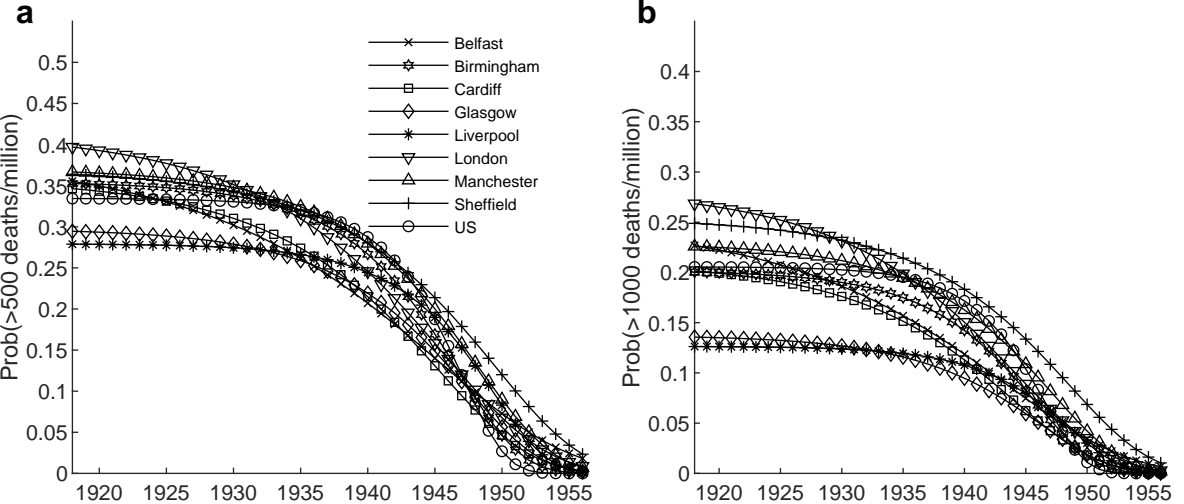 a
Prob(>500 deaths/million)
0.5
0.45
0.4
0.35
0.3
0.25
0.2
0.15
0.1
0.05
0
1920 1925 1930 1935 1940 1945 1950 1955
Belfast
Birmingham
Cardiff
Glasgow
Liverpool
London
Manchester
Sheffield
US
b
Prob(>1000 deaths/million)
0.4
0.35
0.3
0.25
0.2
0.15
0.1
0.05
0
1920 1925 1930 1935 1940 1945 1950 1955